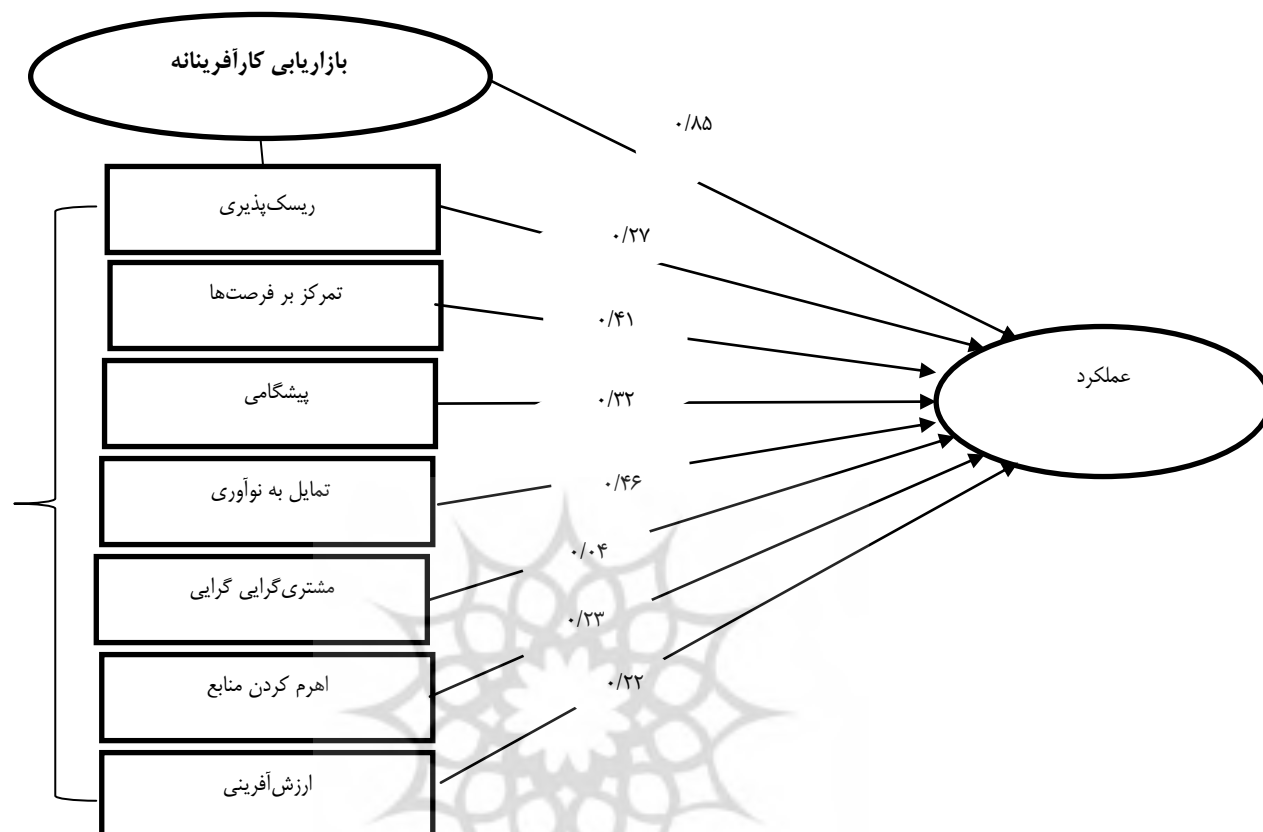 بازاریابی کارآفرینانه
۰/۸۵
ریسک‌پذیری
۰/۲۷
تمرکز بر فرصت‌ها
۰/۴۱
عملکرد
پیشگامی
۰/۳۲
تمایل به نوآوری
۰/۴۶
مشتری‌گرایی گرایی
۰/۰۴
اهرم کردن منابع
۰/۲۳
ارزش‌آفرینی
۰/۲۲